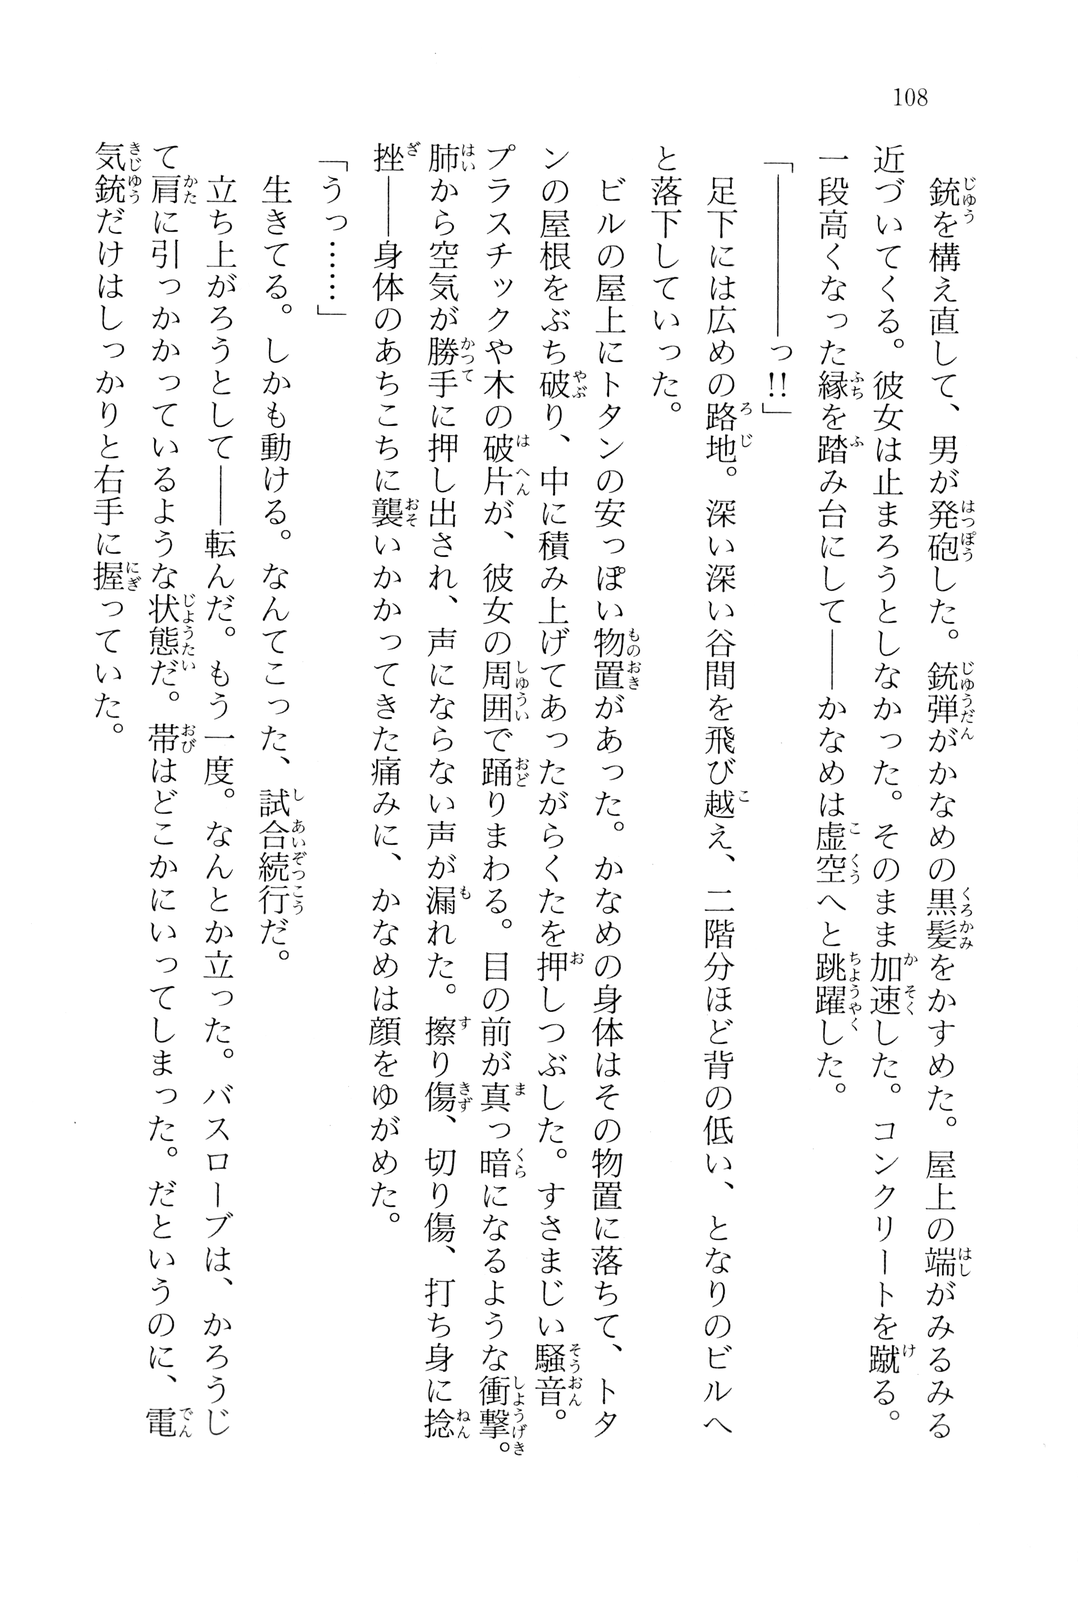 108
銃を構え直して、男が発砲した。銃弾がかなめの黒髪をかすめた。屋上の端がみるみる
近づいてくる。彼女は止まろうとしなかった。そのまま加速した。コンクリートを蹴る。
一段高くなった縁を踏み台にして――かなめは虚空へと跳躍した。
「―――――っ!!」
足下には広めの路地。深い深い谷間を飛び越え、二階分ほど背の低い、となりのビルへ
と落下していった。
ビルの屋上にトタンの安っぽい物置があった。かなめの身体はその物置に落ちて、トタ
ンの屋根をぶち破り、中に積み上げてあったがらくたを押しつぶした。すさまじい騒音。
プラスチックや木の破片が、彼女の周囲で踊りまわる。目の前が真っ暗になるような衝撃。
肺から空気が勝手に押し出され、声にならない声が漏れた。擦り傷、切り傷、打ち身に捻
挫――身体のあちこちに襲いかかってきた痛みに、かなめは顔をゆがめた。
「うっ……」
生きてる。しかも動ける。なんてこった、試合続行だ。
立ち上がろうとして――転んだ。もう一度。なんとか立った。バスローブは、かろうじ
て肩に引っかかっているような状態だ。帯はどこかにいってしまった。だというのに、電
気銃だけはしっかりと右手に握っていた。